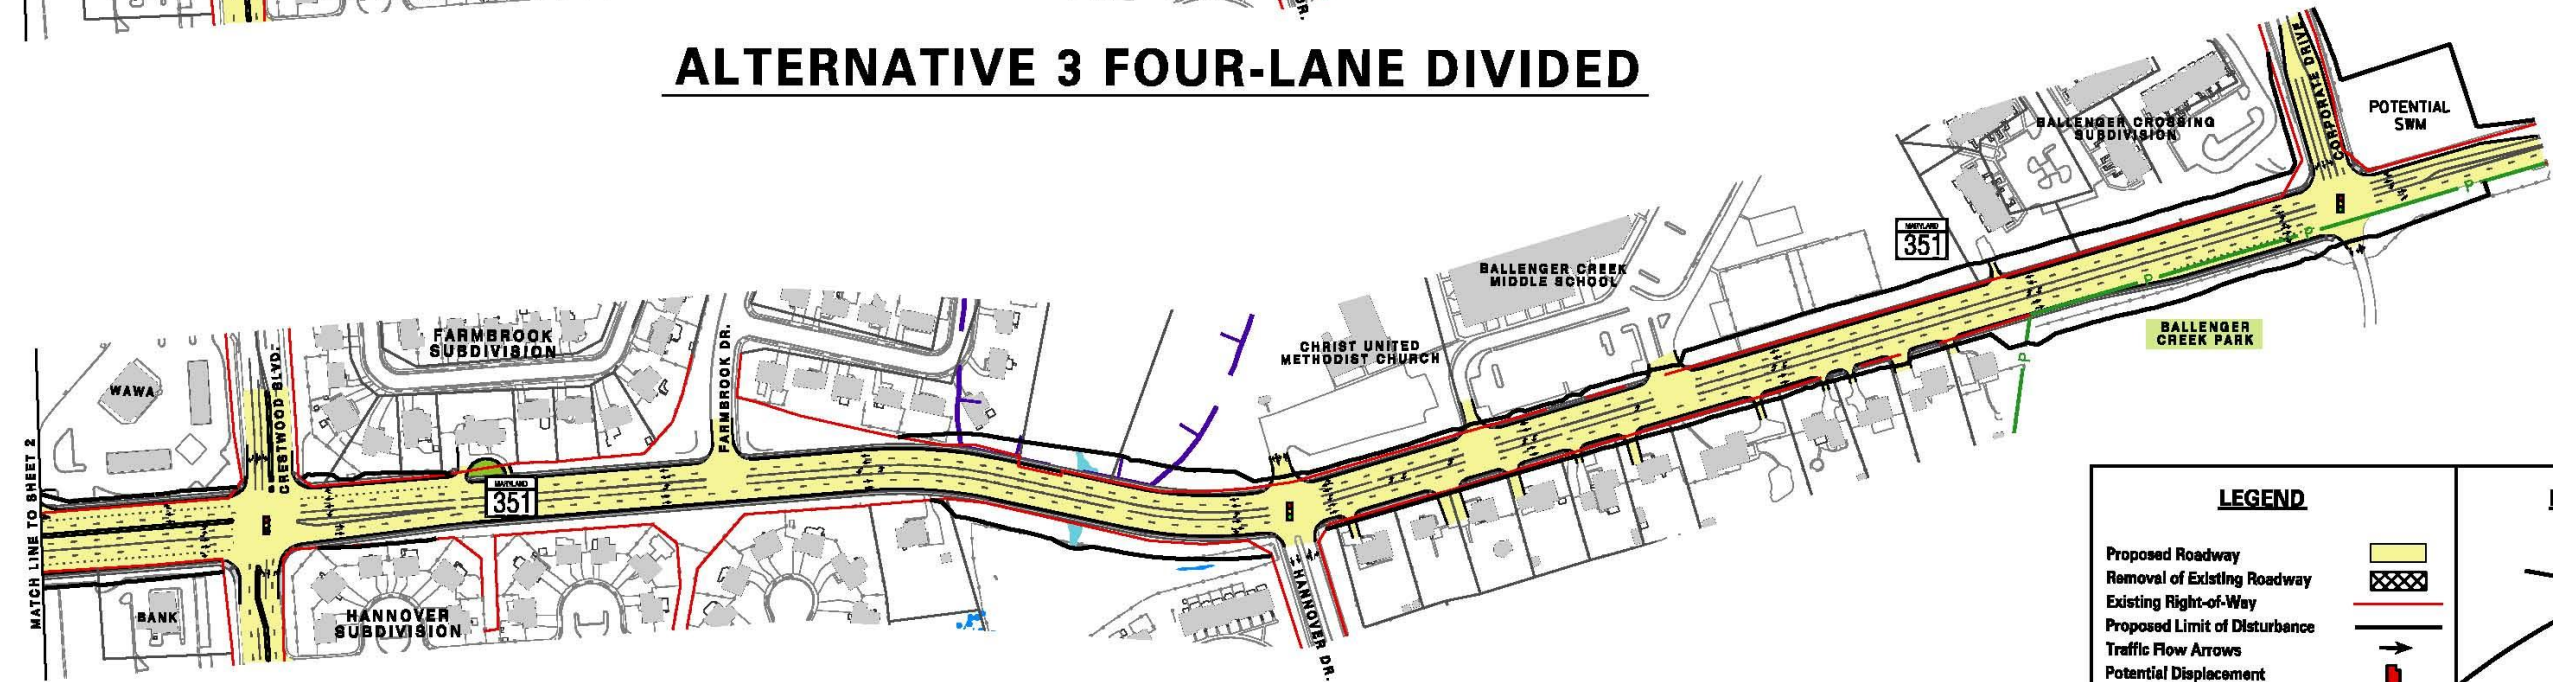 DR.
ALTERNATIVE 3 FOUR-LANE DIVIDED
CORPORATE DRIVE
POTENTIAL
SWM
BALLENGER CROSSING
SUBDIVISION
P
P
P
P
MARYLAND
351
BALLENGER
CREEK PARK
BALLENGER CREEK
MIDDLE SCHOOL
CHRIST UNITED
METHODIST CHURCH
FARMBROOK
SUBDIVISION
FARMBROOK DR.
WAWA
CRESTWOOD BLVD.
MARYLAND
351
MATCH LINE TO SHEET 2
BANK
HANNOVER
SUBDIVISION
HANNOVER DR.
LEGEND
Proposed Roadway
Removal of Existing Roadway
Existing Right-of-Way
Proposed Limit of Disturbance
Traffic Flow Arrows
Potential Displacement